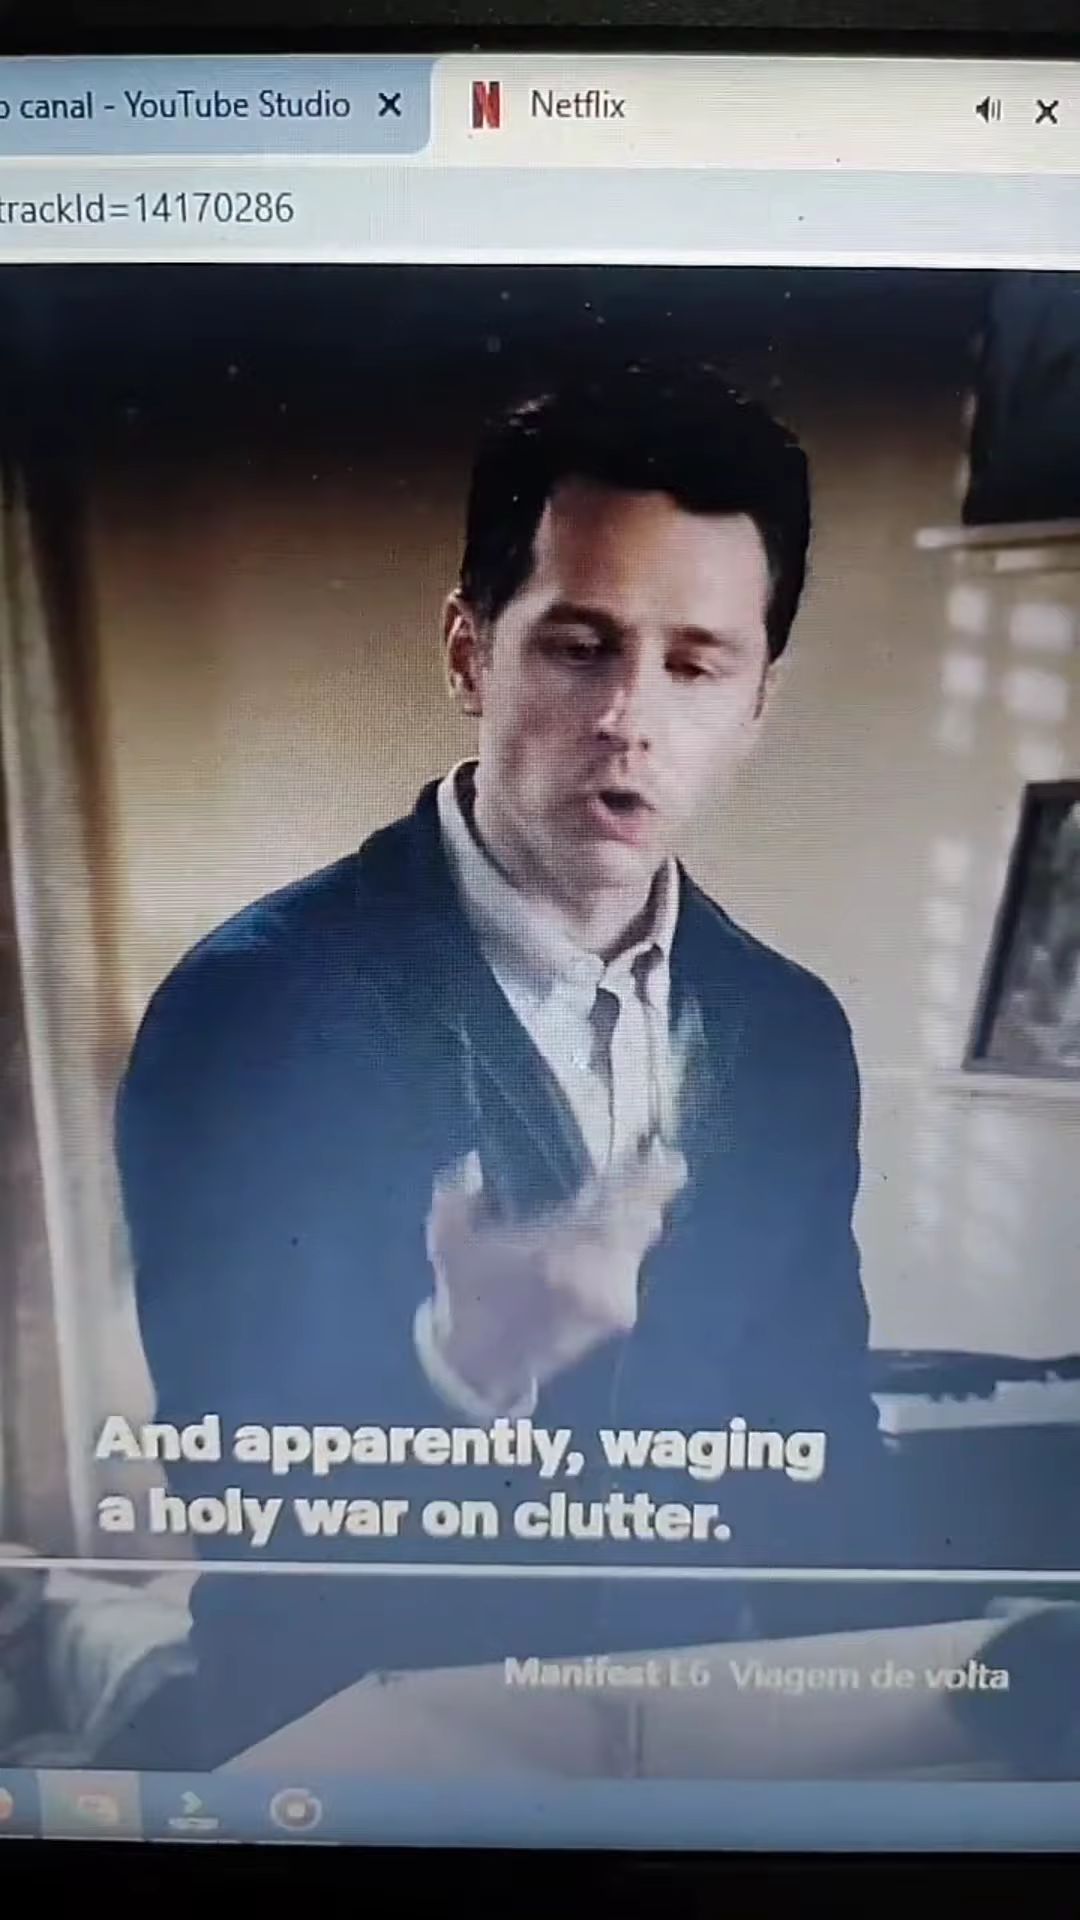 o canal - YouTube Studio
Netflix
trackId=14170286
And apparently, waging
a holy war on clutter.
Manifest E6 Viagem de volta